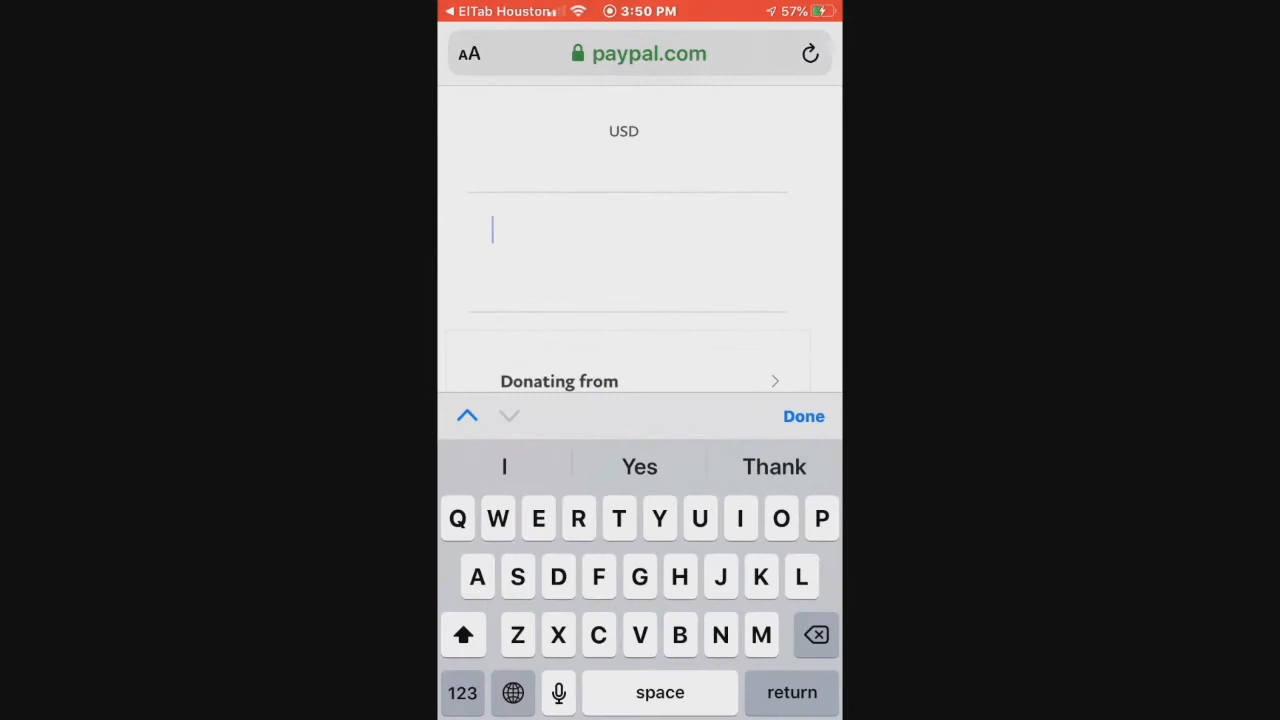 ElTab Houston 3:50 PM 57%
AA paypal.com
USD
Donating from
Done
I Yes Thank
Q W E R T Y U I O P
A S D F G H J K L
Z X C V B N M
123 space return